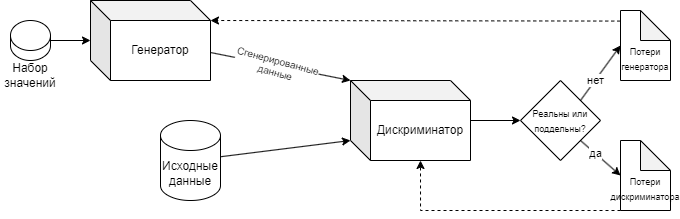 Набор
значений
Генератор
Сгенерированные
данные
Исходные
данные
Дискриминатор
Реальны или
поддельны?
нет
да
Потери
генератора
Потери
дискриминатора